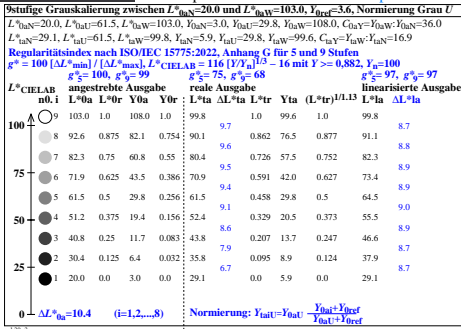 9stufige Grauskalierung zwischen L*0aN=20.0 und L*0aW=103.0, Y0ref=3.6, Normierung Grau U
L*0aN=20.0, L*0aU=61.5, L*0aW=103.0, Y0aN=3.0, Y0aU=29.8, Y0aW=108.0, C0aY=Y0aW:Y0aN=36.0
L*taN=29.1, L*taU=61.5, L*taW=99.8, YtaN=5.9, YtaU=29.8, YtaW=99.6, CtaY=YtaW:YtaN=16.9
Regularitätsindex nach ISO/IEC 15775:2022, Anhang G für 5 und 9 Stufen
g* = 100 [ΔL*min] / [ΔL*max], L*CIELAB = 116 [Y/Yn]1/3 − 16 mit Y >= 0,882, Yn=100
g*5= 100, g*9= 99 g*5= 75, g*9= 68 g*5= 97, g*9= 97
L*CIELAB angestrebte Ausgabe reale Ausgabe linearisierte Ausgabe
n0. i L*0a L*0r Y0a Y0r L*ta ΔL*ta L*tr Yta (L*tr)1/1.13 L*la ΔL*la
9 103.0 1.0 108.0 1.0 99.8 1.0 99.6 1.0 99.8
100 9.7 8.7
8 92.6 0.875 82.1 0.754 90.1 0.862 76.5 0.877 91.1
9.6 8.8
7 82.3 0.75 60.8 0.55 80.4 0.726 57.5 0.752 82.3
75 9.5 8.9
6 71.9 0.625 43.5 0.386 70.9 0.591 42.0 0.627 73.4
9.4 8.9
5 61.5 0.5 29.8 0.256 61.5 0.458 29.8 0.5 64.5
9.1 9.0
50 4 51.2 0.375 19.4 0.156 52.4 0.329 20.5 0.373 55.5
8.6 8.9
3 40.8 0.25 11.7 0.083 43.8 0.207 13.7 0.247 46.6
7.9 8.7
2 30.4 0.125 6.4 0.032 35.8 0.095 8.9 0.124 37.9
25 6.7 8.7
1 20.0 0.0 3.0 0.0 29.1 0.0 5.9 0.0 29.1
0 ΔL*0a=10.4 (i=1,2,...,8) Normierung: YtaiU=Y0aU Y0ai+Y0ref
Y0aU+Y0ref